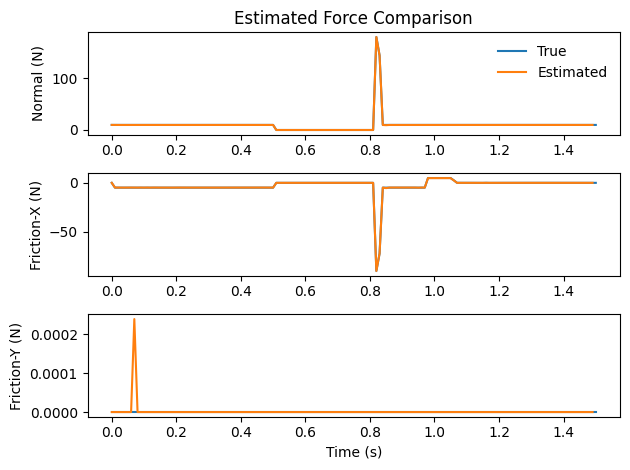 Estimated Force Comparison
Normal (N)
100
0
True
Estimated
0.0 0.2 0.4 0.6 0.8 1.0 1.2 1.4
Friction-X (N)
0
−50
0.0 0.2 0.4 0.6 0.8 1.0 1.2 1.4
Friction-Y (N)
0.0002
0.0001
0.0000
0.0 0.2 0.4 0.6 0.8 1.0 1.2 1.4
Time (s)